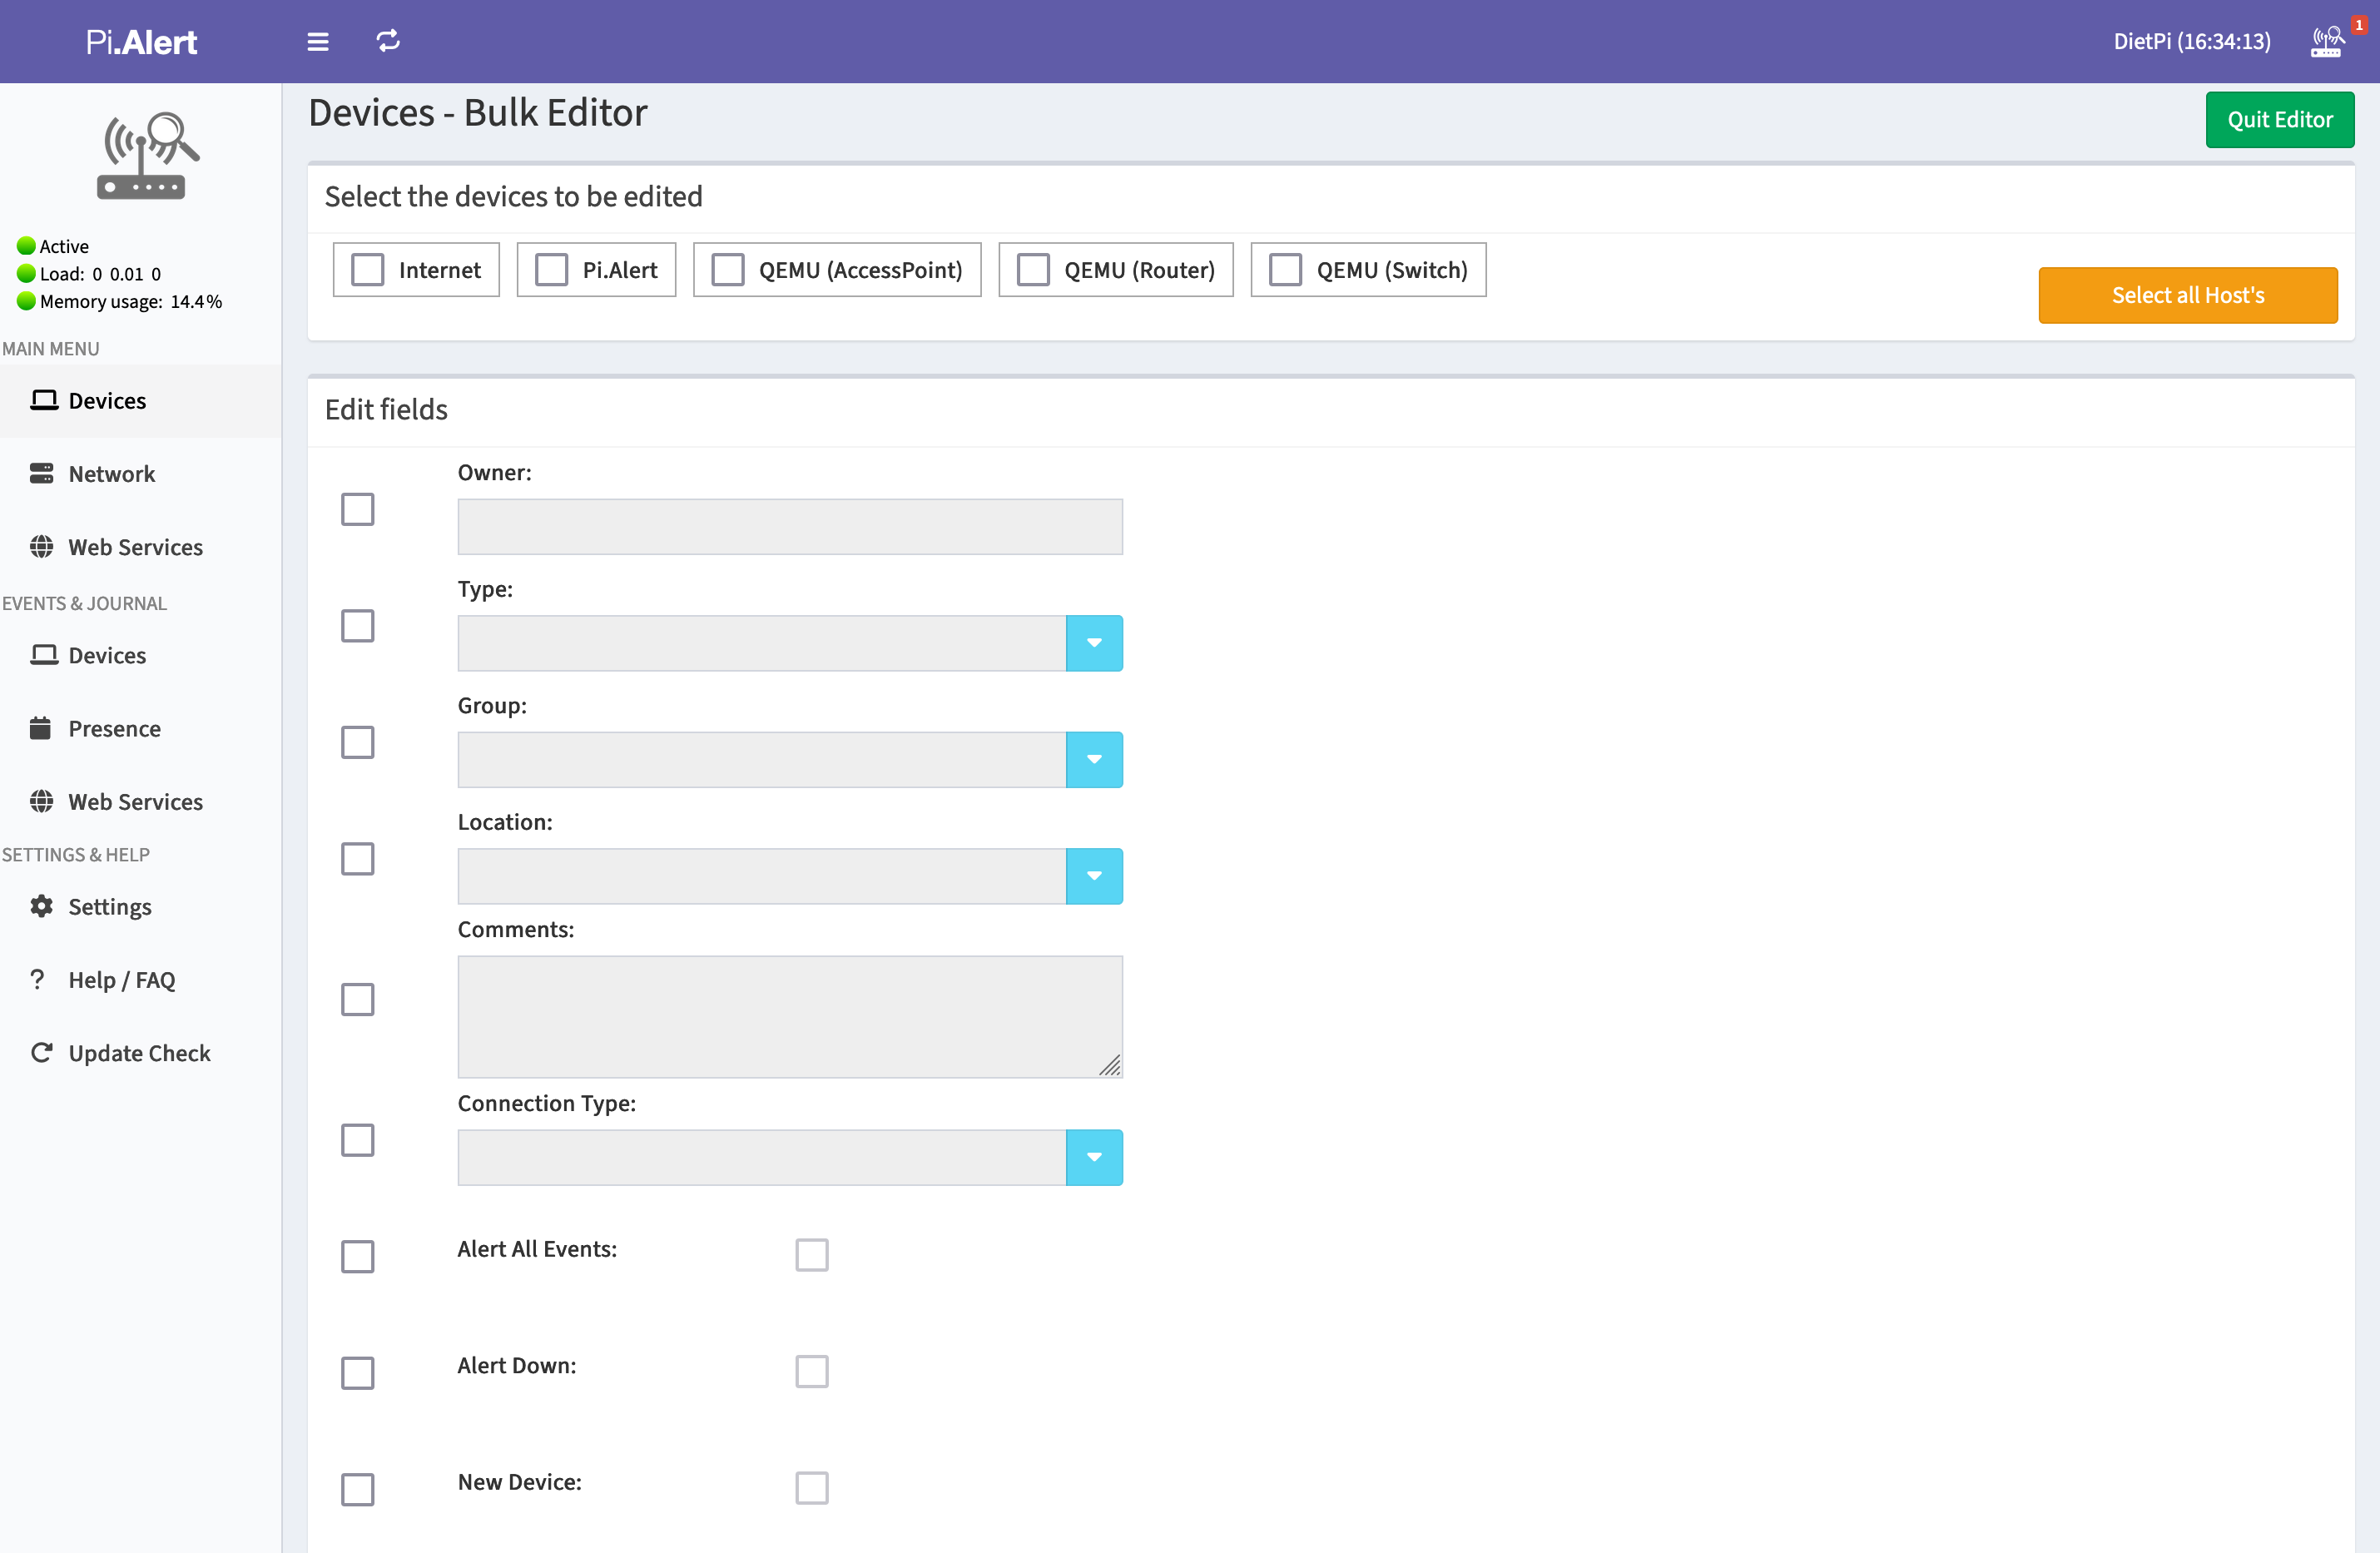 Pi.Alert
DietPi (16:34:13)
1
Active
Load: 0 0.01 0
Memory usage: 14.4%
MAIN MENU
Devices
Network
Web Services
EVENTS & JOURNAL
Devices
Presence
Web Services
SETTINGS & HELP
Settings
Help / FAQ
Update Check
Devices - Bulk Editor
Quit Editor
Select the devices to be edited
Internet
Pi.Alert
QEMU (AccessPoint)
QEMU (Router)
QEMU (Switch)
Select all Host's
Edit fields
Owner:
Type:
Group:
Location:
Comments:
Connection Type:
Alert All Events:
Alert Down:
New Device: